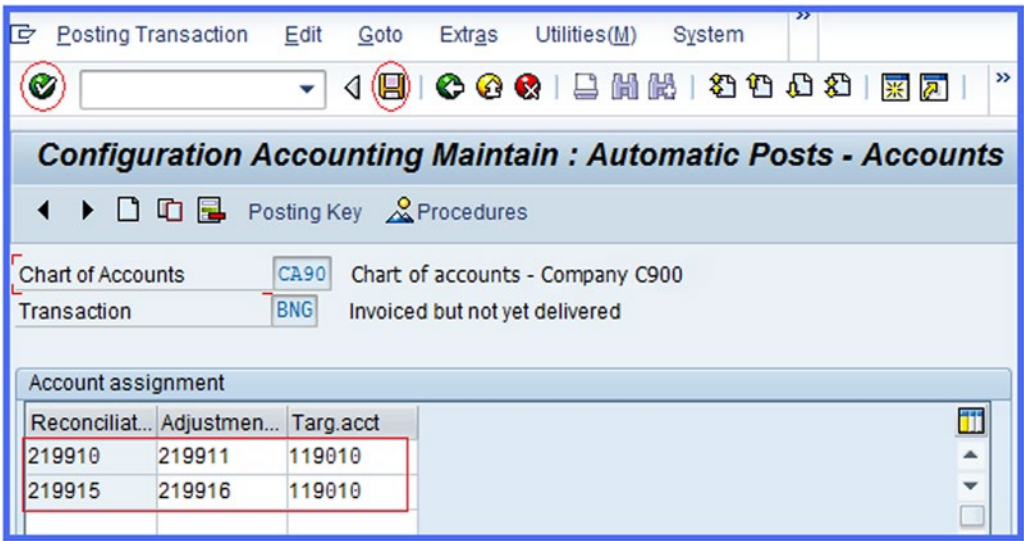 Posting Transaction Edit Goto Extras Utilities(M) System »
»
Configuration Accounting Maintain : Automatic Posts - Accounts
Posting Key Procedures
Chart of Accounts CA90 Chart of accounts - Company C900
Transaction BNG Invoiced but not yet delivered
Account assignment
Reconciliat... Adjustmen... Targ.acct
219910 219911 119010
219915 219916 119010